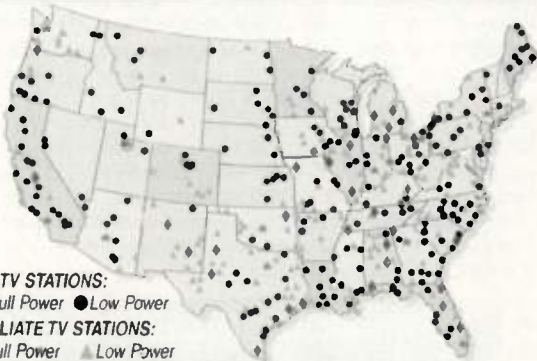 TV STATIONS:
ull Power ● Low Power
LIATE TV STATIONS:
ull Power ▲ Low Power